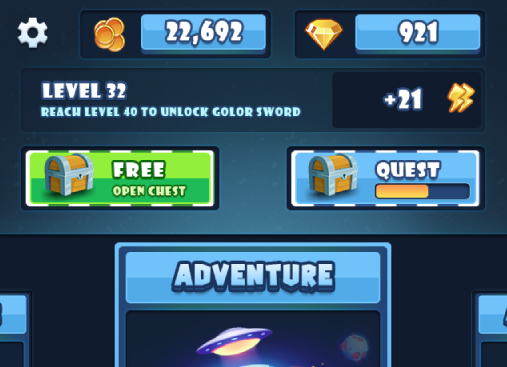 22,692
921
LEVEL 32
REACH LEVEL 40 TO UNLOCK GOLOR SWORD
+21
FREE
OPEN CHEST
QUEST
ADVENTURE